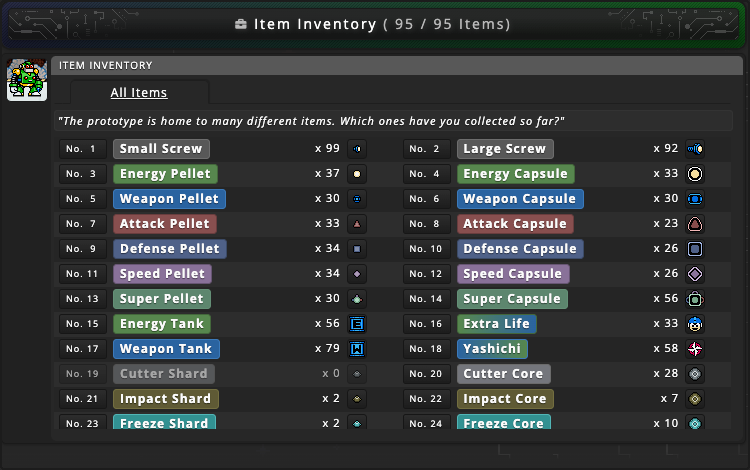 Item Inventory ( 95 / 95 Items)
ITEM INVENTORY
All Items
"The prototype is home to many different items. Which ones have you collected so far?"
No. 1 Small Screw x 99 No. 2 Large Screw x 92
No. 3 Energy Pellet x 37 No. 4 Energy Capsule x 33
No. 5 Weapon Pellet x 30 No. 6 Weapon Capsule x 30
No. 7 Attack Pellet x 33 No. 8 Attack Capsule x 23
No. 9 Defense Pellet x 34 No. 10 Defense Capsule x 26
No. 11 Speed Pellet x 34 No. 12 Speed Capsule x 26
No. 13 Super Pellet x 30 No. 14 Super Capsule x 56
No. 15 Energy Tank x 56 E No. 16 Extra Life x 33
No. 17 Weapon Tank x 79 W No. 18 Yashichi x 58
No. 19 Cutter Shard x 0 No. 20 Cutter Core x 28
No. 21 Impact Shard x 2 No. 22 Impact Core x 7
No. 23 Freeze Shard x 2 No. 24 Freeze Core x 10